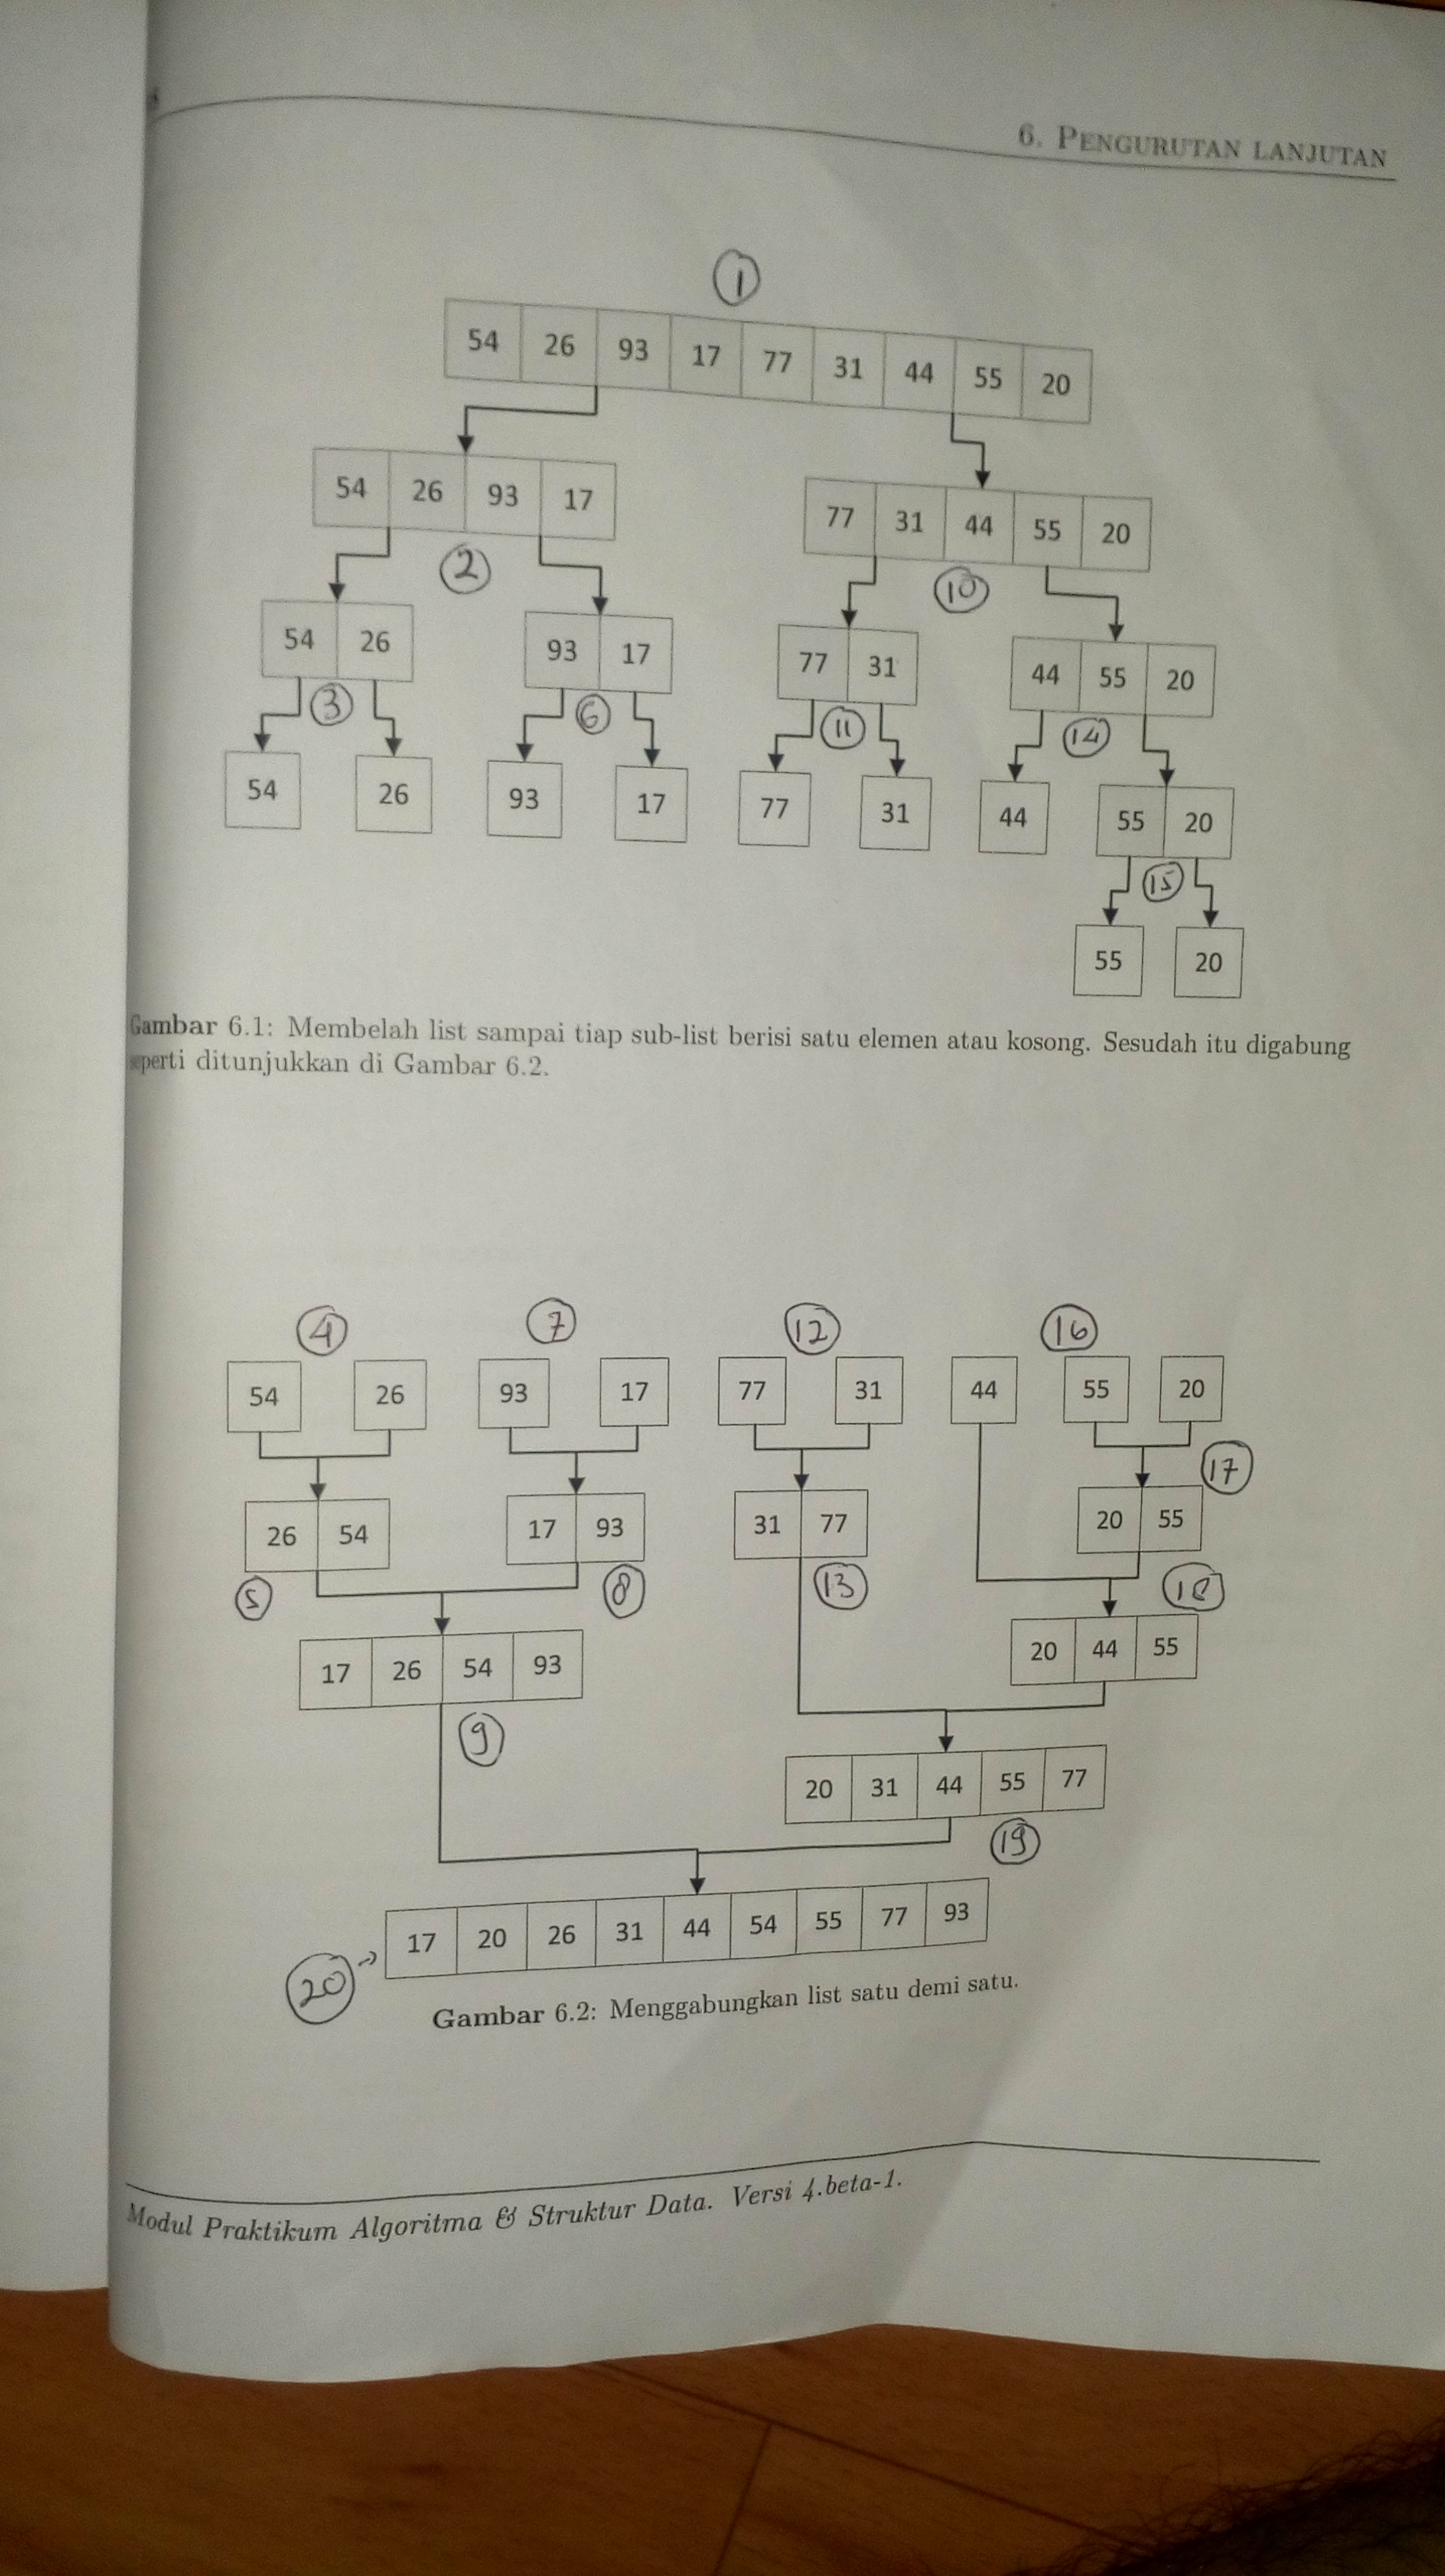 6. PENGURUTAN LANJUTAN
1
54 26 93 17 77 31 44 55 20
54 26 93 17 77 31 44 55 20
2 10
54 26 93 17 77 31 44 55 20
3 6 11 14
54 26 93 17 77 31 44 55 20
15
55 20
Gambar 6.1: Membelah list sampai tiap sub-list berisi satu elemen atau kosong. Sesudah itu digabung
seperti ditunjukkan di Gambar 6.2.
4 7 12 16
54 26 93 17 77 31 44 55 20
17
26 54 17 93 31 77 20 55
5 8 13 18
17 26 54 93 20 44 55
9
20 31 44 55 77
19
17 20 26 31 44 54 55 77 93
20
Gambar 6.2: Menggabungkan list satu demi satu.
Modul Praktikum Algoritma & Struktur Data. Versi 4.beta-1.